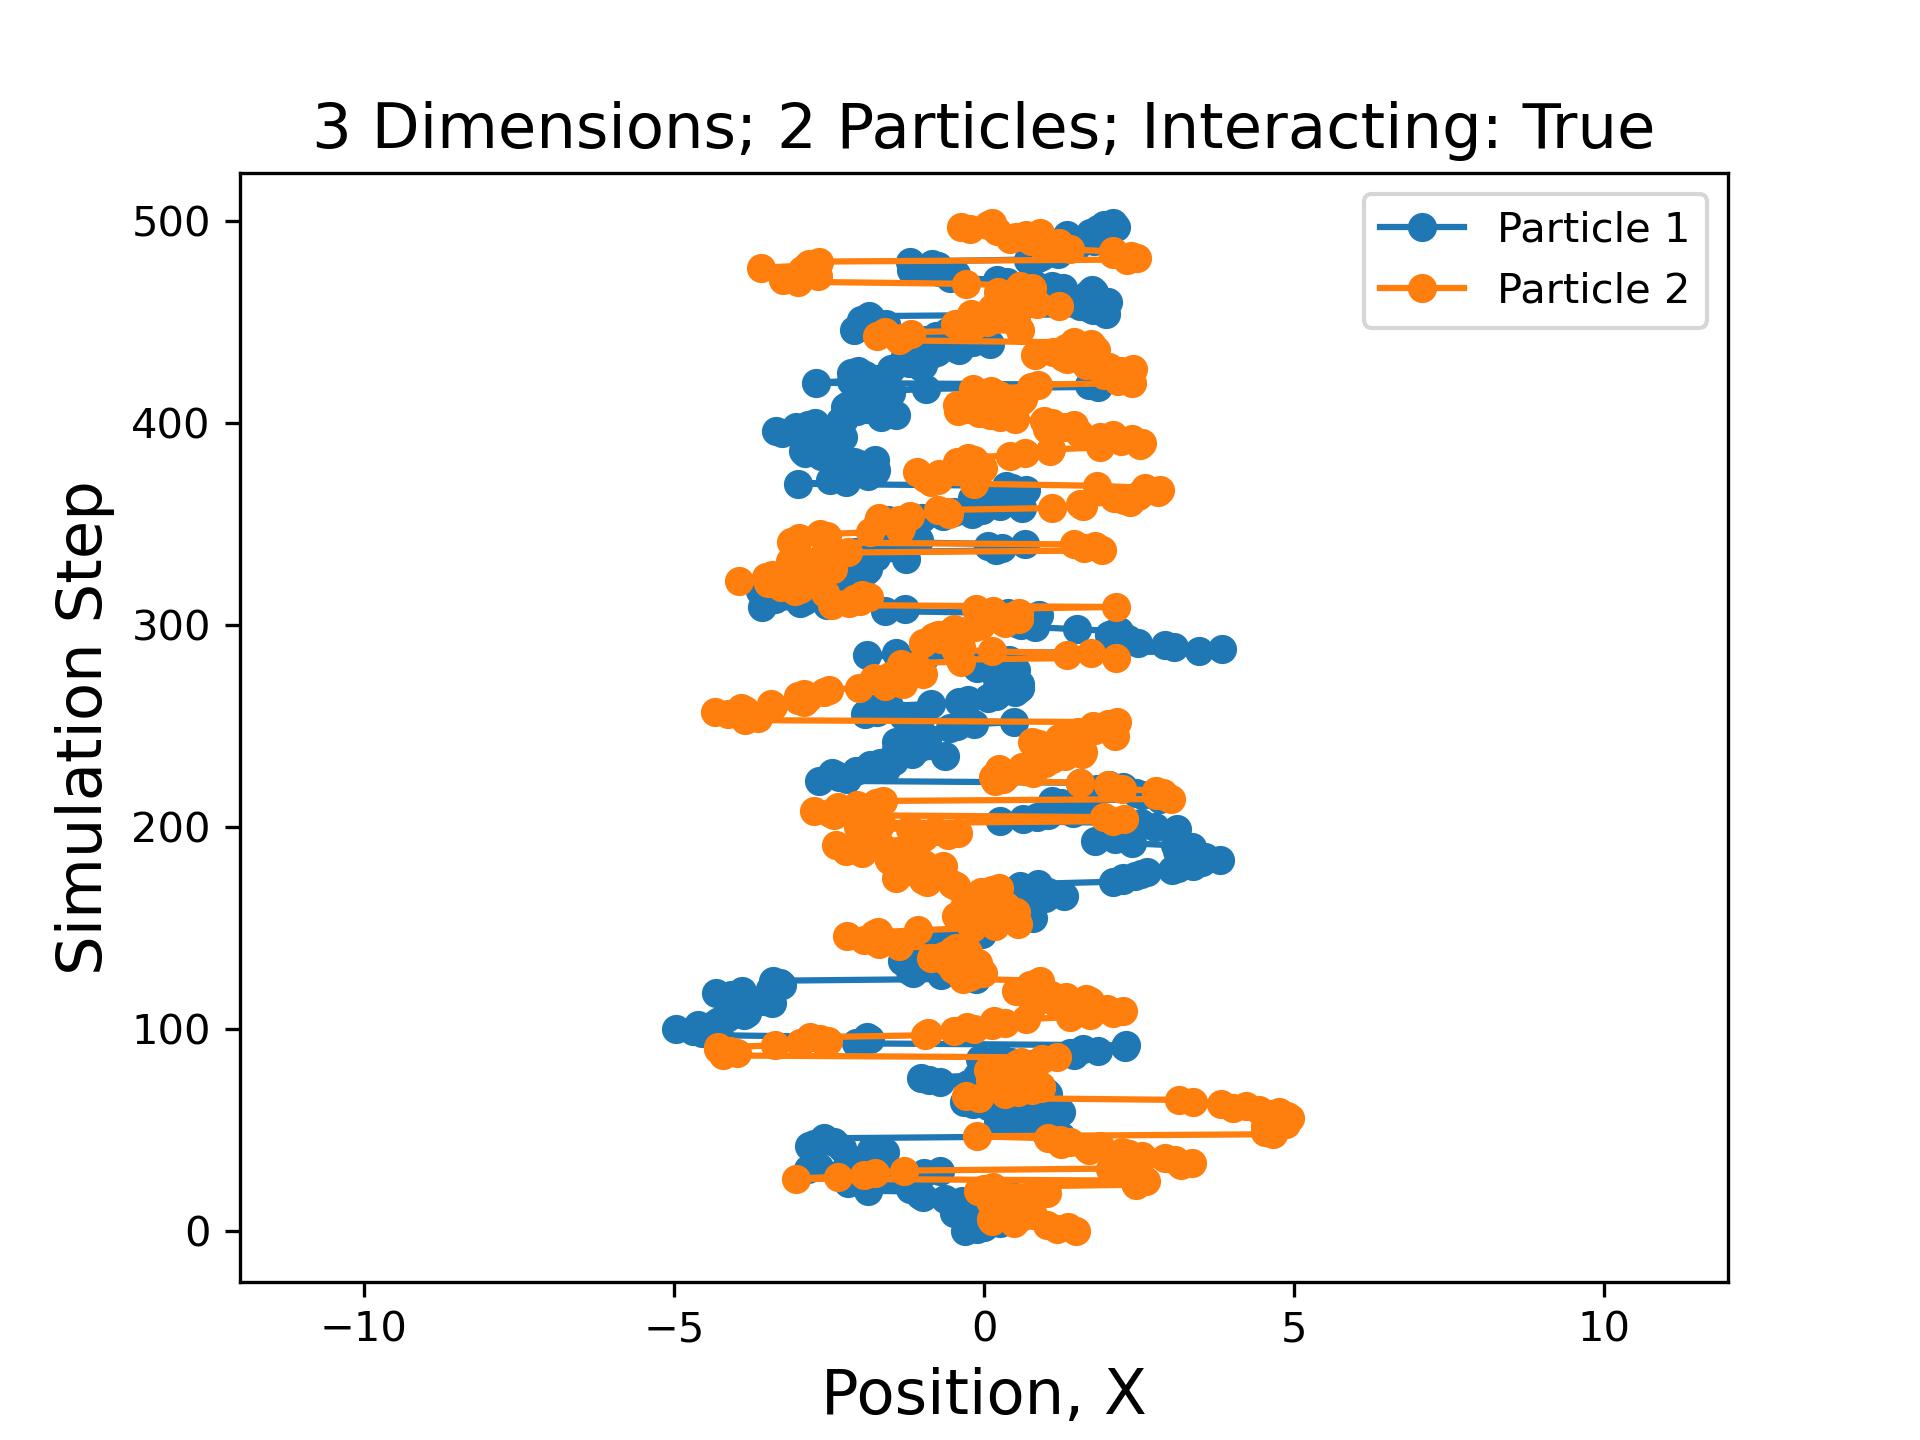 3 Dimensions; 2 Particles; Interacting: True
Particle 1
Particle 2
500
400
300
200
100
0
Simulation Step
−10
−5
0
5
10
Position, X